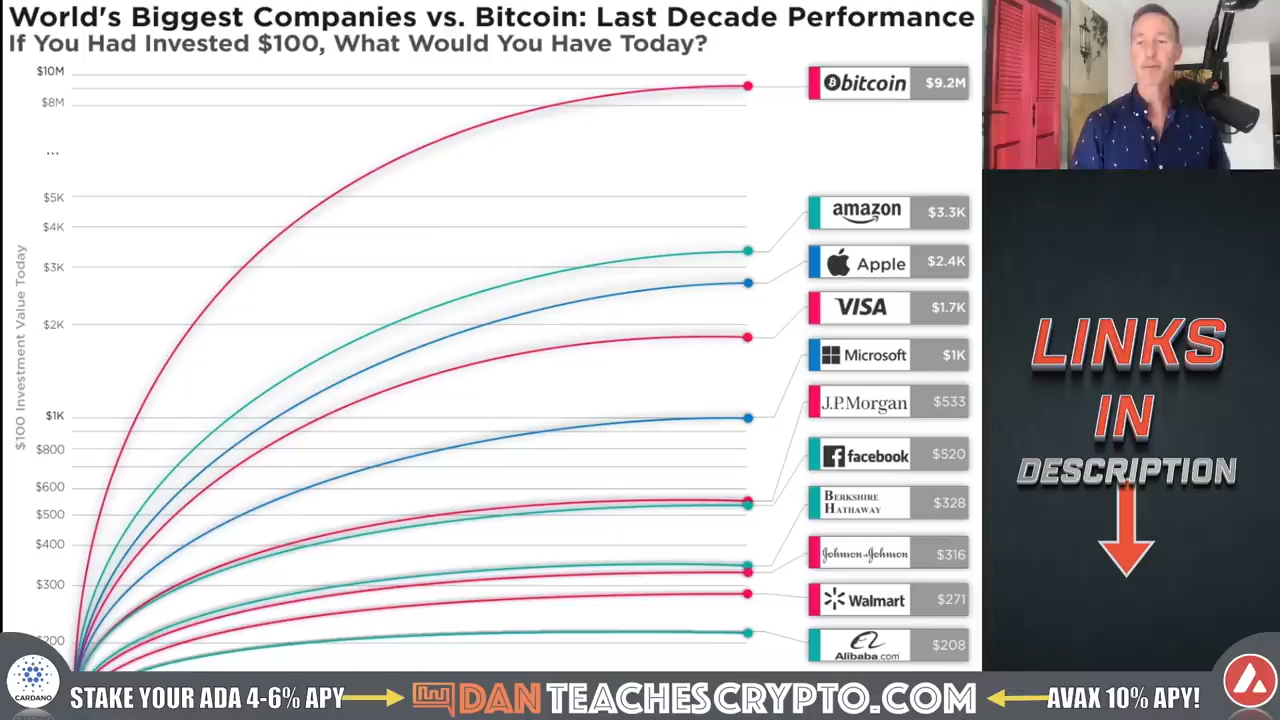 World's Biggest Companies vs. Bitcoin: Last Decade Performance
If You Had Invested $100, What Would You Have Today?
$100 Investment Value Today
$10M
$8M
...
$5K
$4K
$3K
$2K
$1K
$800
$600
$500
$400
$300
$200
bitcoin $9.2M
amazon $3.3K
Apple $2.4K
VISA $1.7K
Microsoft $1K
J.P.Morgan $533
facebook $520
BERKSHIRE
HATHAWAY $328
Johnson & Johnson $316
Walmart $271
Alibaba.com $208
LINKS
IN
DESCRIPTION
CARDANO
STAKE YOUR ADA 4-6% APY
DANTEACHESCRYPTO.COM
AVAX 10% APY!